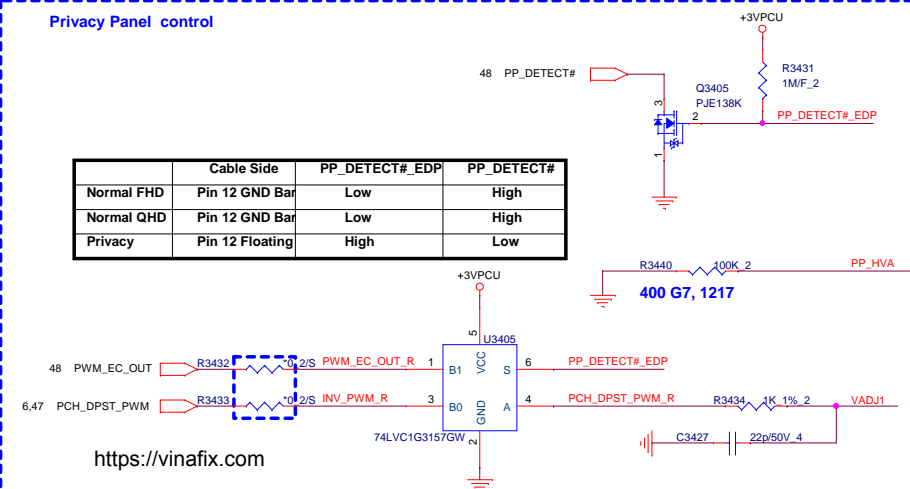 Privacy Panel control
+3VPCU
48 PP_DETECT#
R3431
1M/F_2
Q3405
PJE138K
3
2
1
PP_DETECT#_EDP
Cable Side PP_DETECT#_EDP PP_DETECT#
Normal FHD Pin 12 GND Bar Low High
Normal QHD Pin 12 GND Bar Low High
Privacy Pin 12 Floating High Low
R3440 100K_2 PP_HVA
400 G7, 1217
+3VPCU
5 U3405
48 PWM_EC_OUT R3432 *0_2/S PWM_EC_OUT_R 1 B1 VCC S 6 PP_DETECT#_EDP
6,47 PCH_DPST_PWM R3433 *0_2/S INV_PWM_R 3 B0 GND A 4 PCH_DPST_PWM_R R3434 1K_1%_2 VADJ1
74LVC1G3157GW 2
C3427 22p/50V_4
https://vinafix.com